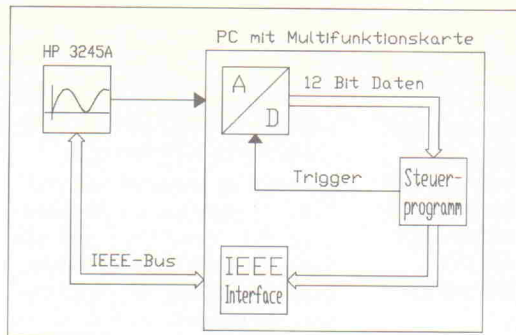 PC mit Multifunktionskarte
HP 3245A
A
D
12 Bit Daten
Trigger
Steuer-
programm
IEEE-Bus
IEEE
Interface